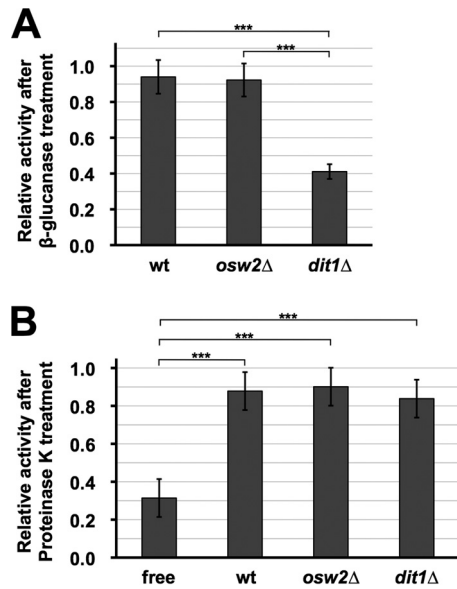 A
Relative activity after
β-glucanase treatment
***
***
1.0
0.8
0.6
0.4
0.2
0.0
wt osw2Δ dit1Δ
B
Relative activity after
Proteinase K treatment
***
***
***
1.0
0.8
0.6
0.4
0.2
0.0
free wt osw2Δ dit1Δ